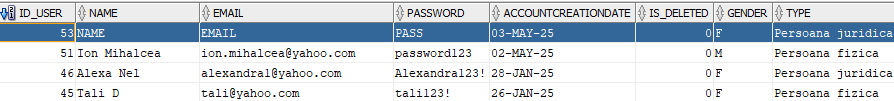 ID_USER NAME EMAIL PASSWORD ACCOUNTCREATIONDATE IS_DELETED GENDER TYPE
53 NAME EMAIL PASS 03-MAY-25 0 F Persoana juridica
51 Ion Mihalcea ion.mihalcea@yahoo.com password123 02-MAY-25 0 M Persoana fizica
46 Alexa Nel alexandral@yahoo.com Alexandra123! 28-JAN-25 0 F Persoana juridica
45 Tali D tali@yahoo.com tali123! 26-JAN-25 0 F Persoana fizica